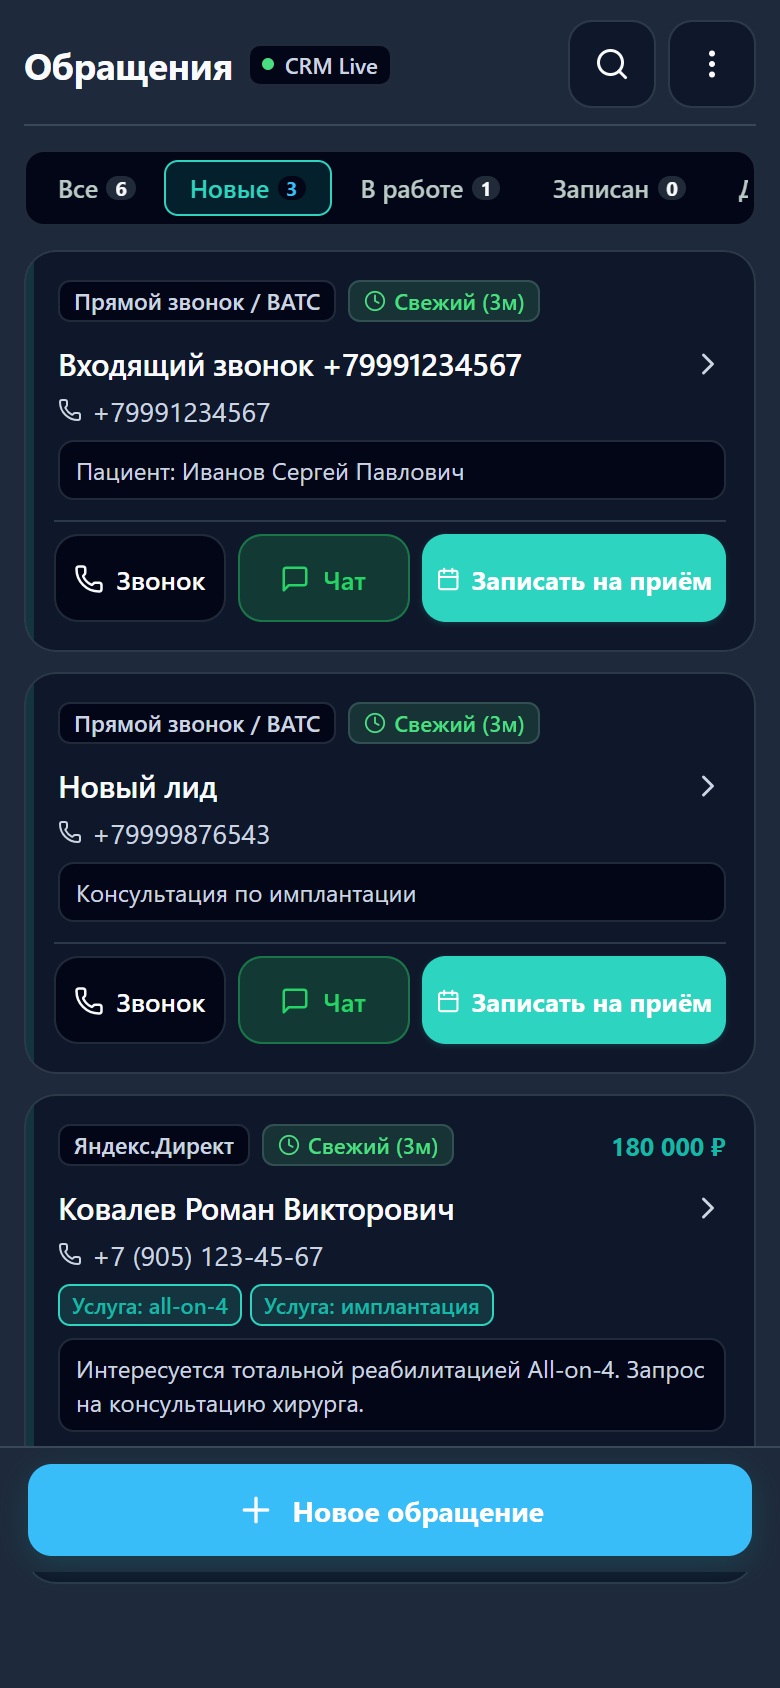 Обращения
CRM Live
Все 6
Новые 3
В работе 1
Записан 0
Прямой звонок / ВАТС
Свежий (3м)
Входящий звонок +79991234567
+79991234567
Пациент: Иванов Сергей Павлович
Звонок
Чат
Записать на приём
Прямой звонок / ВАТС
Свежий (3м)
Новый лид
+79999876543
Консультация по имплантации
Звонок
Чат
Записать на приём
Яндекс.Директ
Свежий (3м)
180 000 ₽
Ковалев Роман Викторович
+7 (905) 123-45-67
Услуга: all-on-4
Услуга: имплантация
Интересуется тотальной реабилитацией All-on-4. Запрос
на консультацию хирурга.
Новое обращение